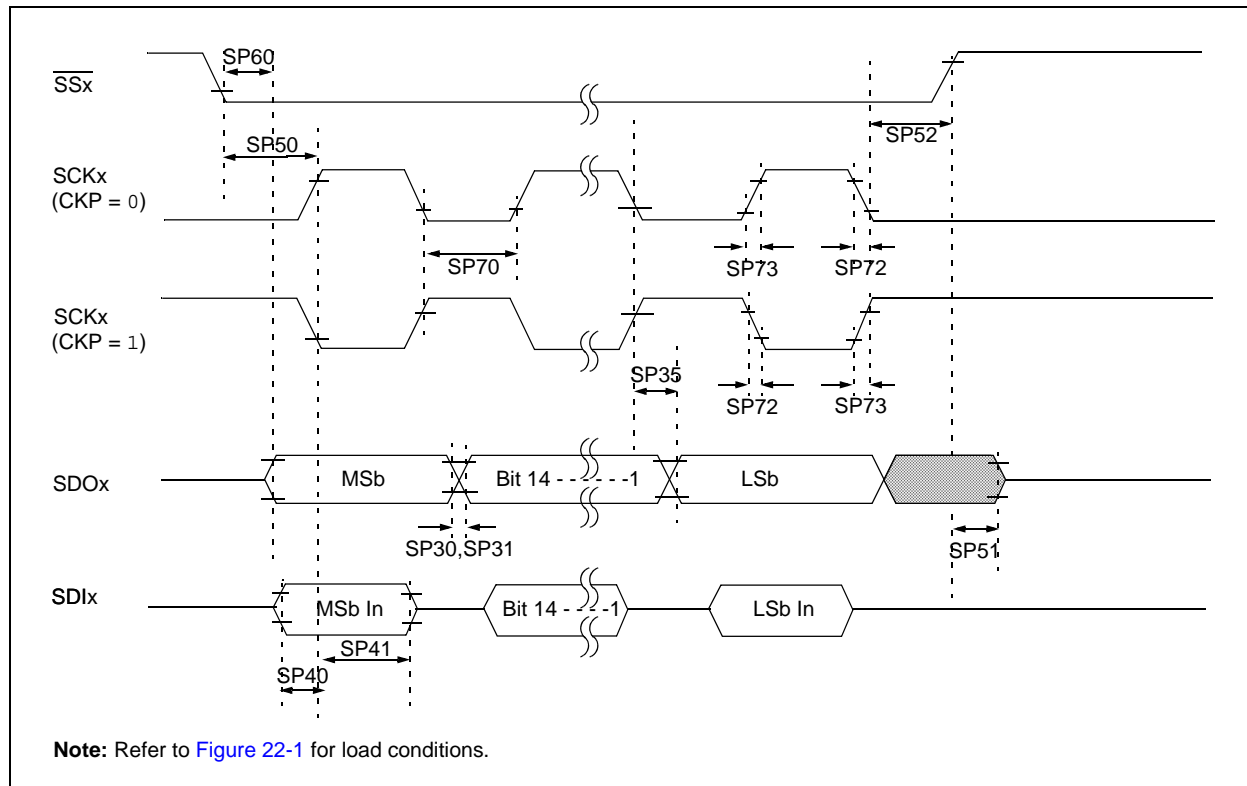 SP60
SSx
SP52
SP50
SCKx
(CKP = 0)
SP70
SP73
SP72
SCKx
(CKP = 1)
SP35
SP72
SP73
SDOx
MSb
Bit 14 - - - - - -1
LSb
SP30,SP31
SP51
SDIx
MSb In
Bit 14 - - - -1
LSb In
SP41
SP40
Note: Refer to Figure 22-1 for load conditions.